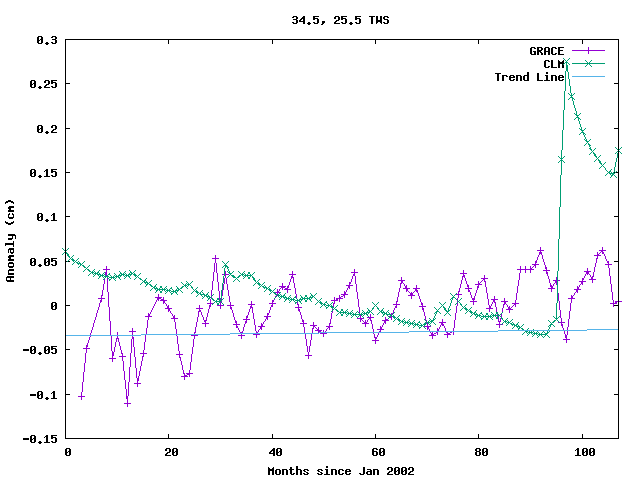 34.5, 25.5 TWS
GRACE
CLM
Trend Line
0.3
0.25
0.2
0.15
0.1
0.05
0
-0.05
-0.1
-0.15
Anomaly (cm)
0 20 40 60 80 100
Months since Jan 2002